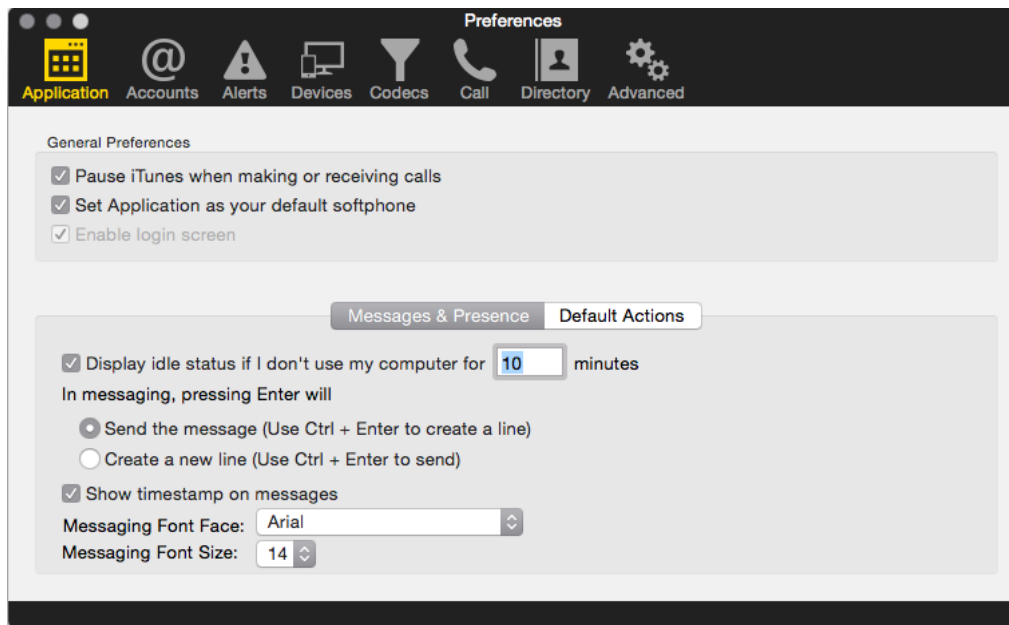 Preferences
Application Accounts Alerts Devices Codecs Call Directory Advanced
General Preferences
Pause iTunes when making or receiving calls
Set Application as your default softphone
Enable login screen
Messages & Presence Default Actions
Display idle status if I don't use my computer for 10 minutes
In messaging, pressing Enter will
Send the message (Use Ctrl + Enter to create a line)
Create a new line (Use Ctrl + Enter to send)
Show timestamp on messages
Messaging Font Face: Arial
Messaging Font Size: 14